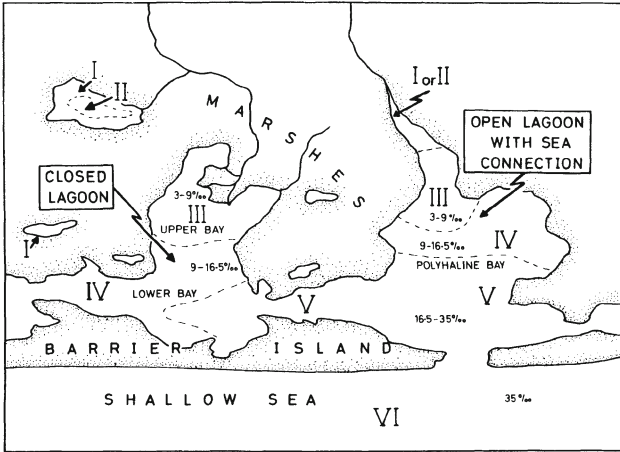 I
II
I or II
MARSHES
OPEN LAGOON
WITH SEA
CONNECTION
CLOSED
LAGOON
3-9‰
III
UPPER BAY
III
3-9‰
I
9-16·5‰
9-16·5‰
IV
POLYHALINE BAY
IV
LOWER BAY
V
V
16·5-35‰
BARRIER ISLAND
SHALLOW SEA
35‰
VI